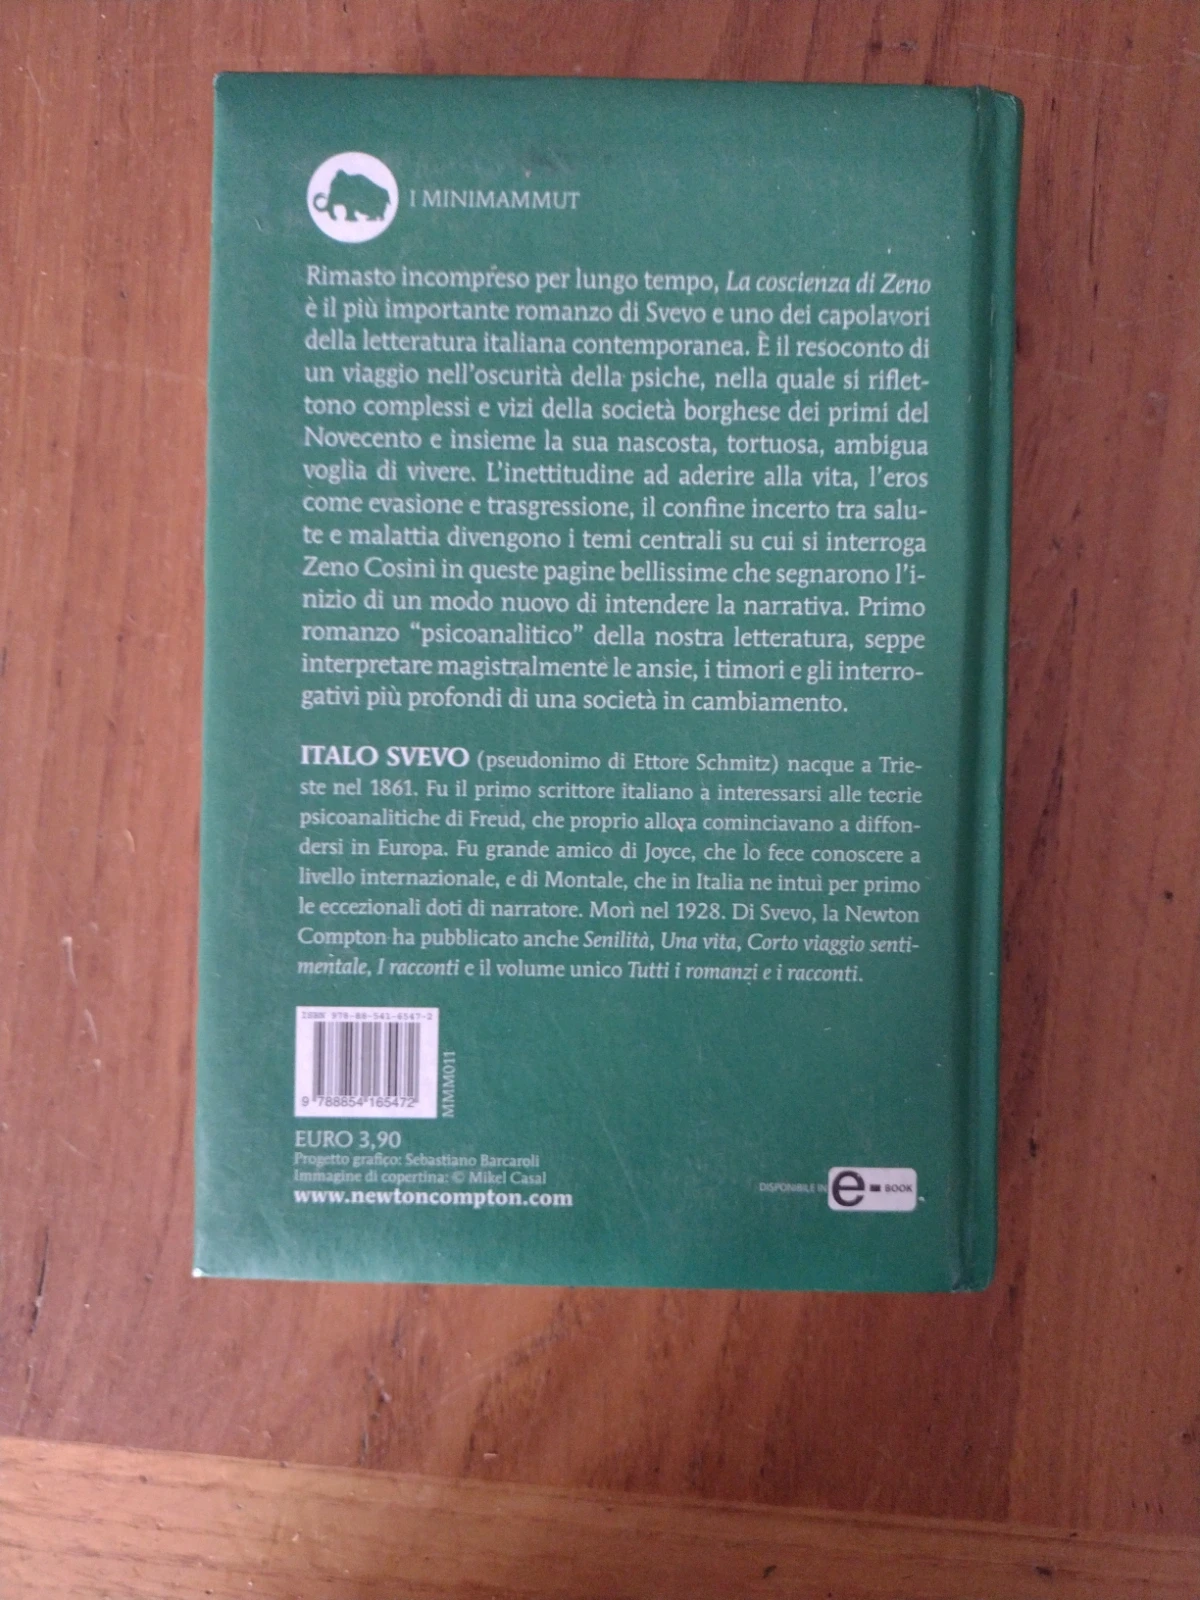 I MINIMAMMUT
Rimasto incompreso per lungo tempo, La coscienza di Zeno
è il più importante romanzo di Svevo e uno dei capolavori
della letteratura italiana contemporanea. È il resoconto di
un viaggio nell'oscurità della psiche, nella quale si riflet-
tono complessi e vizi della società borghese dei primi del
Novecento e insieme la sua nascosta, tortuosa, ambigua
voglia di vivere. L'inettitudine ad aderire alla vita, l'eros
come evasione e trasgressione, il confine incerto tra salu-
te e malattia divengono i temi centrali su cui si interroga
Zeno Cosini in queste pagine bellissime che segnarono l'i-
nizio di un modo nuovo di intendere la narrativa. Primo
romanzo “psicoanalitico” della nostra letteratura, seppe
interpretare magistralmente le ansie, i timori e gli interro-
gativi più profondi di una società in cambiamento.
ITALO SVEVO (pseudonimo di Ettore Schmitz) nacque a Trie-
ste nel 1861. Fu il primo scrittore italiano a interessarsi alle teorie
psicoanalitiche di Freud, che proprio allora cominciavano a diffon-
dersi in Europa. Fu grande amico di Joyce, che lo fece conoscere a
livello internazionale, e di Montale, che in Italia ne intuì per primo
le eccezionali doti di narratore. Morì nel 1928. Di Svevo, la Newton
Compton ha pubblicato anche Senilità, Una vita, Corto viaggio senti-
mentale, I racconti e il volume unico Tutti i romanzi e i racconti.
ISBN 978-88-541-6547-2
9 788854 165472
MMM011
EURO 3,90
Progetto grafico: Sebastiano Barcaroli
Immagine di copertina: © Mikel Casal
www.newtoncompton.com
DISPONIBILE IN e-BOOK